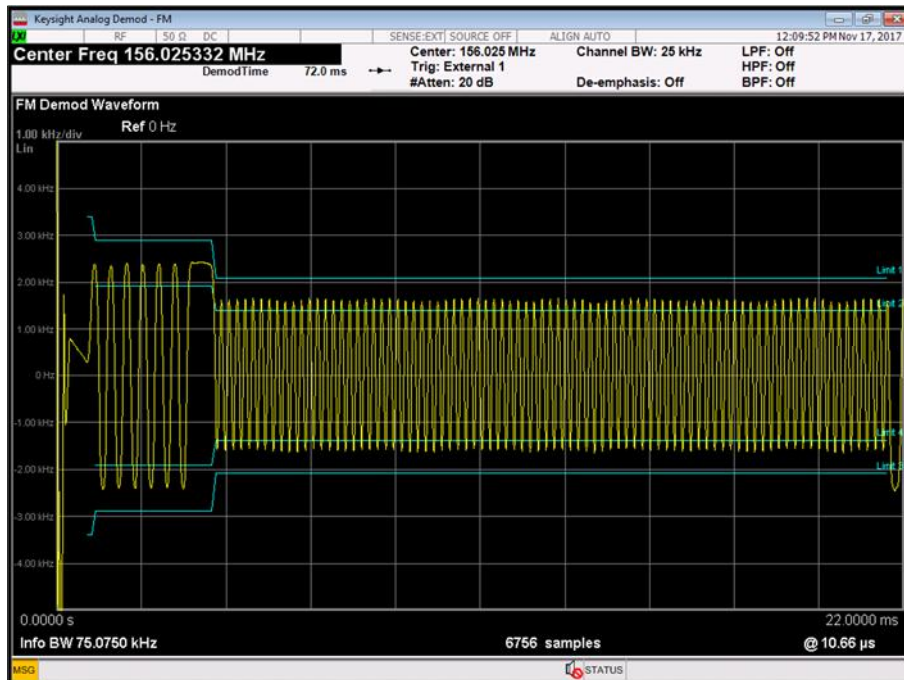 Keysight Analog Demod - FM
LXI RF 50 Ω DC SENSE:EXT SOURCE OFF ALIGN AUTO 12:09:52 PM Nov 17, 2017
Center Freq 156.025332 MHz Center: 156.025 MHz Channel BW: 25 kHz LPF: Off
DemodTime 72.0 ms Trig: External 1 HPF: Off
#Atten: 20 dB De-emphasis: Off BPF: Off
FM Demod Waveform
1.00 kHz/div Ref 0 Hz
Lin
4.00 kHz
3.00 kHz
Limit 1
2.00 kHz
Limit 2
1.00 kHz
0 Hz
-1.00 kHz
Limit 4
-2.00 kHz
Limit 3
-3.00 kHz
-4.00 kHz
0.0000 s 22.0000 ms
Info BW 75.0750 kHz 6756 samples @ 10.66 µs
MSG STATUS